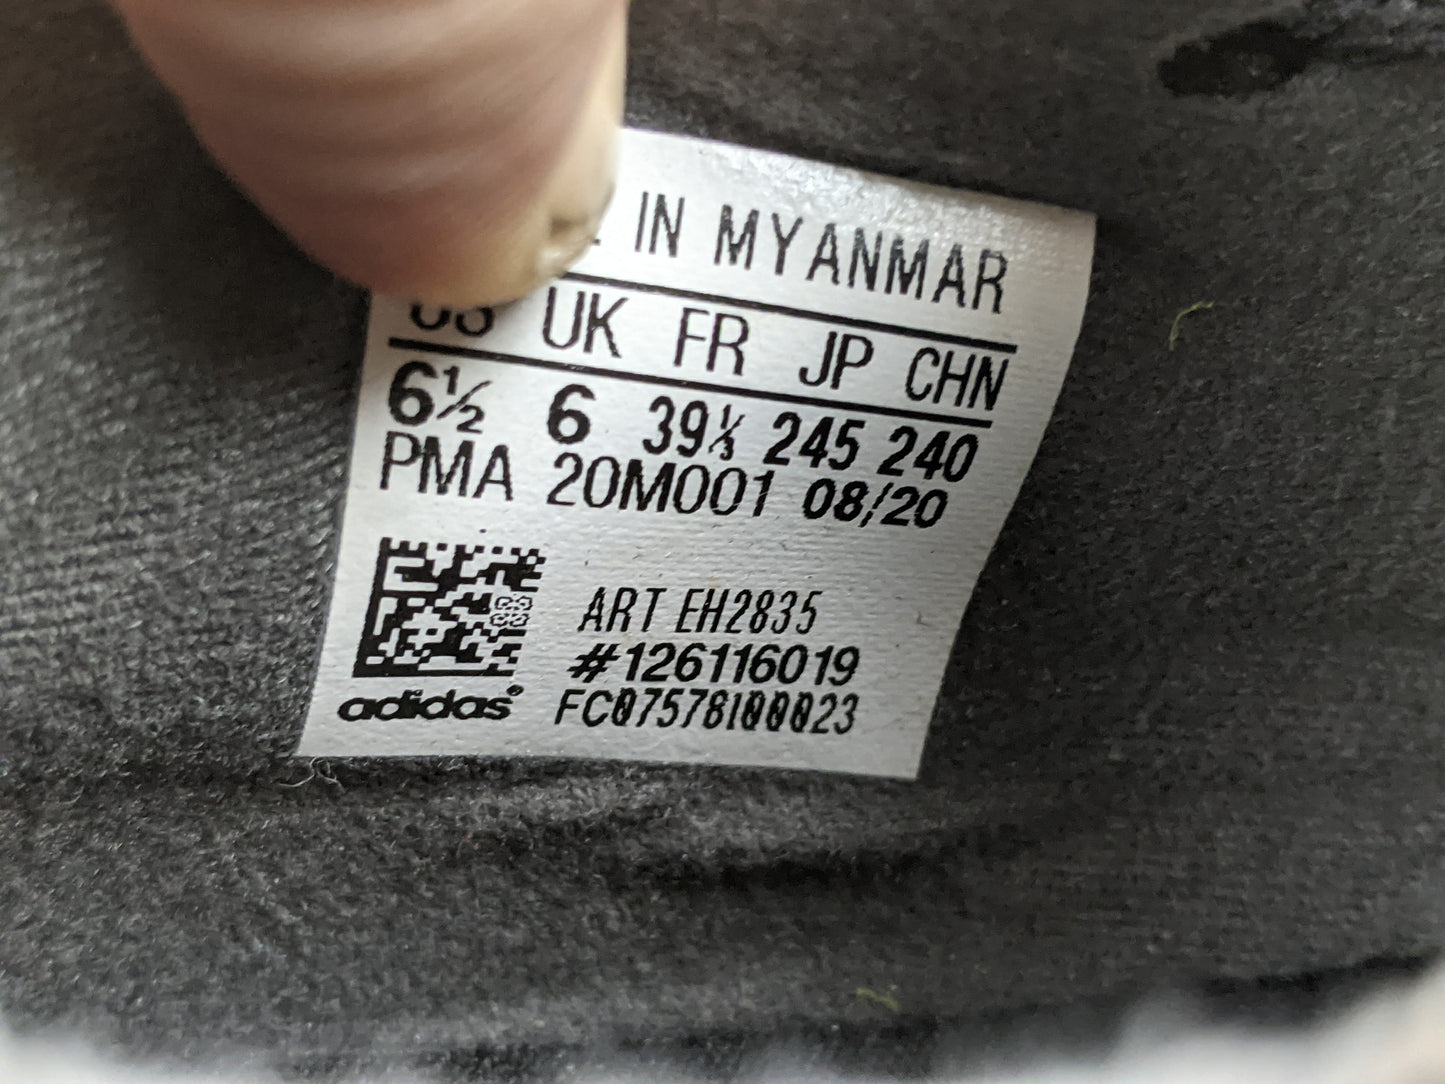 IN MYANMAR
US UK FR JP CHN
6½ 6 39⅓ 245 240
PMA 20M001 08/20
ART EH2835
#126116019
adidas® FC07578100023